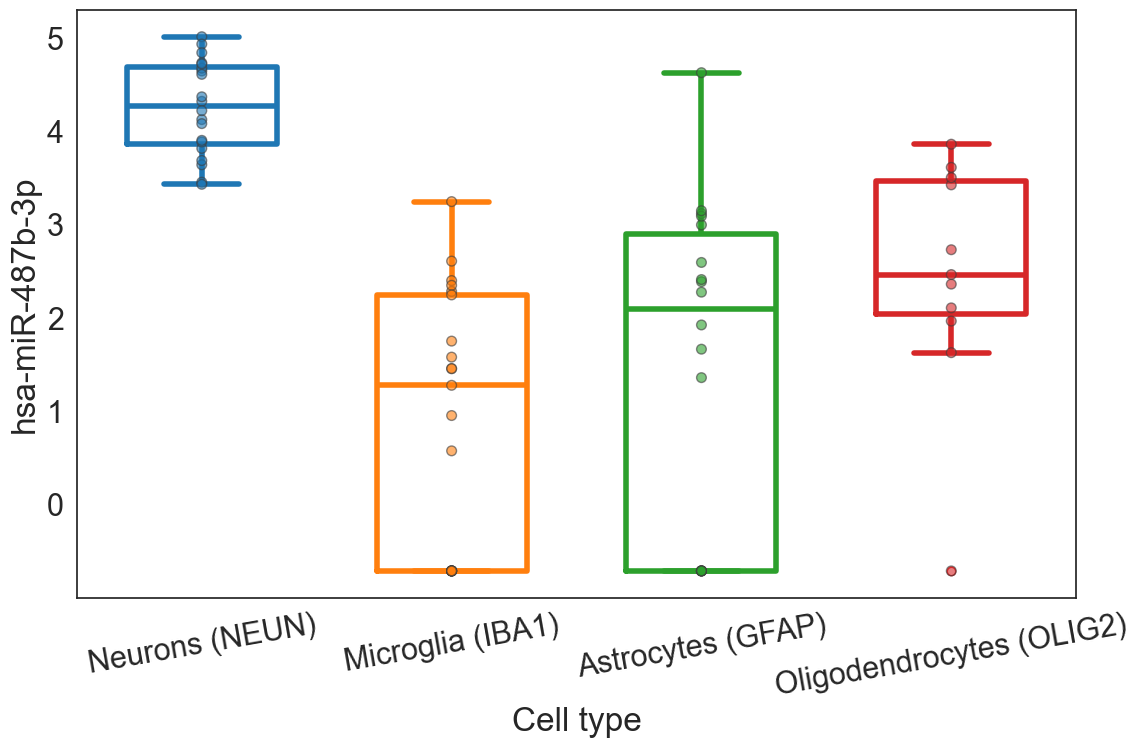 hsa-miR-487b-3p
5
4
3
2
1
0
Neurons (NEUN)
Microglia (IBA1)
Astrocytes (GFAP)
Oligodendrocytes (OLIG2)
Cell type